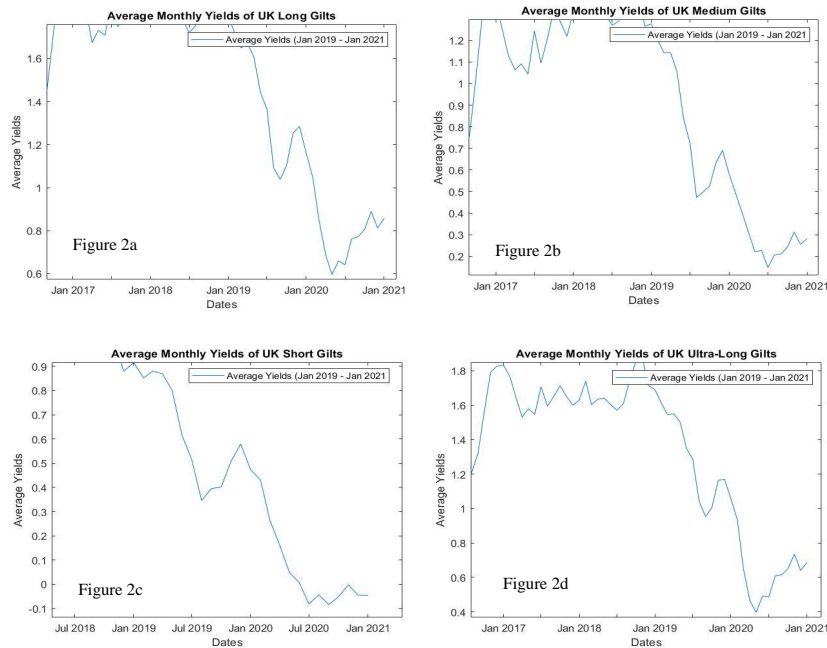 Average Monthly Yields of UK Long Gilts
Average Yields (Jan 2019 - Jan 2021
1.6
1.4
1.2
1
0.8
0.6
Average Yields
Figure 2a
Jan 2017 Jan 2018 Jan 2019 Jan 2020 Jan 2021
Dates
Average Monthly Yields of UK Medium Gilts
Average Yields (Jan 2019 - Jan 2021
1.2
1.1
1
0.9
0.8
0.7
0.6
0.5
0.4
0.3
0.2
Average Yields
Figure 2b
Jan 2017 Jan 2018 Jan 2019 Jan 2020 Jan 2021
Dates
Average Monthly Yields of UK Short Gilts
Average Yields (Jan 2019 - Jan 2021
0.9
0.8
0.7
0.6
0.5
0.4
0.3
0.2
0.1
0
-0.1
Average Yields
Figure 2c
Jul 2018 Jan 2019 Jul 2019 Jan 2020 Jul 2020 Jan 2021
Dates
Average Monthly Yields of UK Ultra-Long Gilts
Average Yields (Jan 2019 - Jan 2021
1.8
1.6
1.4
1.2
1
0.8
0.6
0.4
Average Yields
Figure 2d
Jan 2017 Jan 2018 Jan 2019 Jan 2020 Jan 2021
Dates